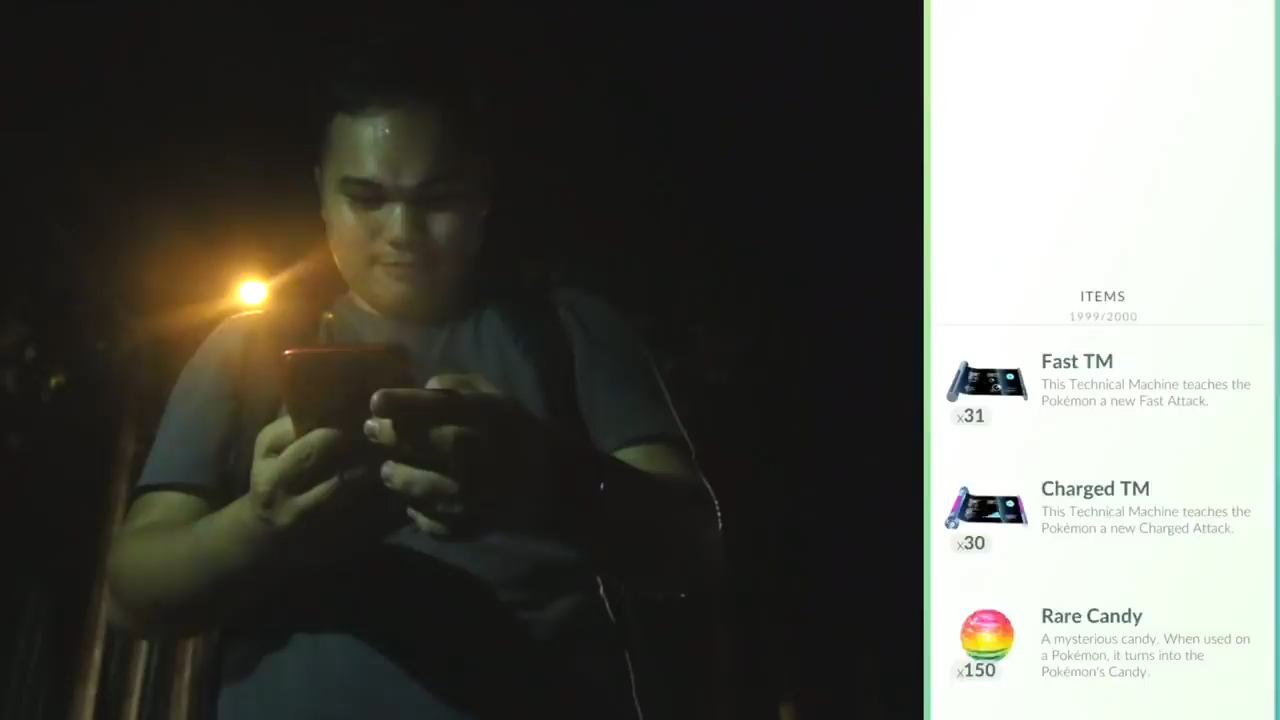 ITEMS
1999/2000
Fast TM
This Technical Machine teaches the
Pokémon a new Fast Attack.
x31
Charged TM
This Technical Machine teaches the
Pokémon a new Charged Attack.
x30
Rare Candy
A mysterious candy. When used on
a Pokémon, it turns into the
Pokémon's Candy.
x150